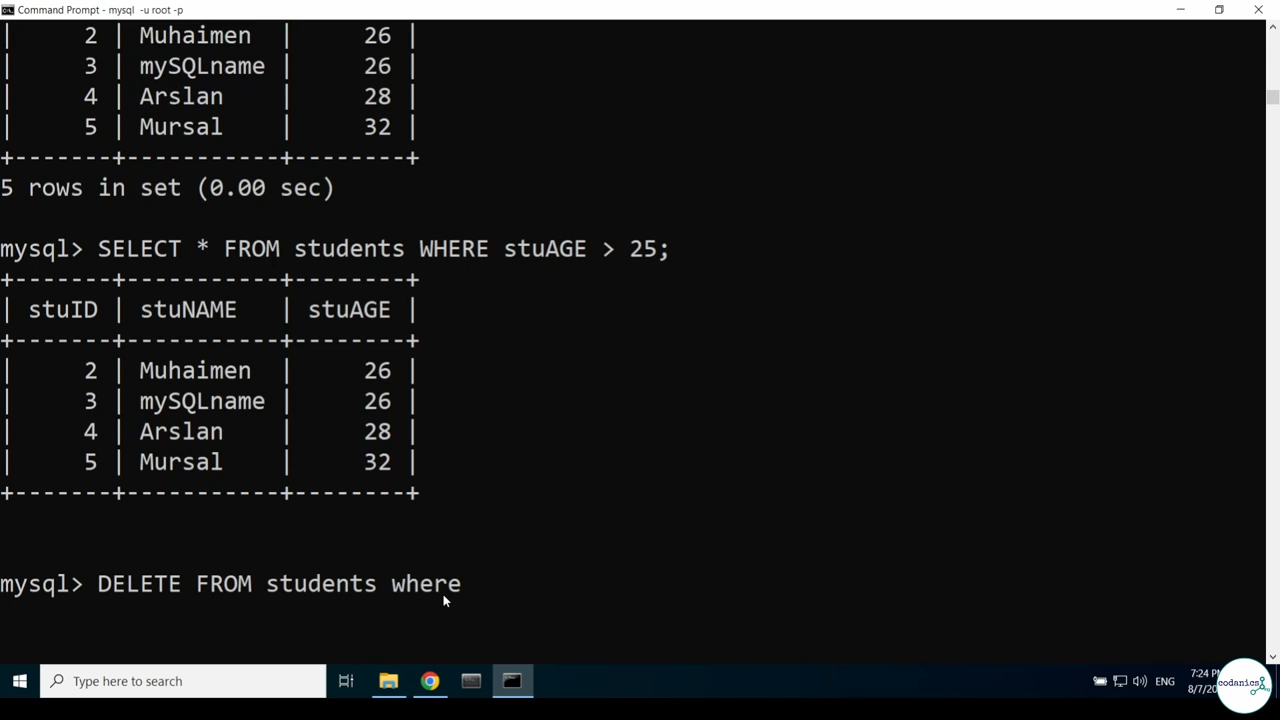 Command Prompt - mysql -u root -p
| 2 | Muhaimen | 26 |
| 3 | mySQLname | 26 |
| 4 | Arslan | 28 |
| 5 | Mursal | 32 |
+-------+-----------+--------+
5 rows in set (0.00 sec)
mysql> SELECT * FROM students WHERE stuAGE > 25;
+-------+-----------+--------+
| stuID | stuNAME | stuAGE |
+-------+-----------+--------+
| 2 | Muhaimen | 26 |
| 3 | mySQLname | 26 |
| 4 | Arslan | 28 |
| 5 | Mursal | 32 |
+-------+-----------+--------+
mysql> DELETE FROM students where
Type here to search
ENG
7:24
codanics